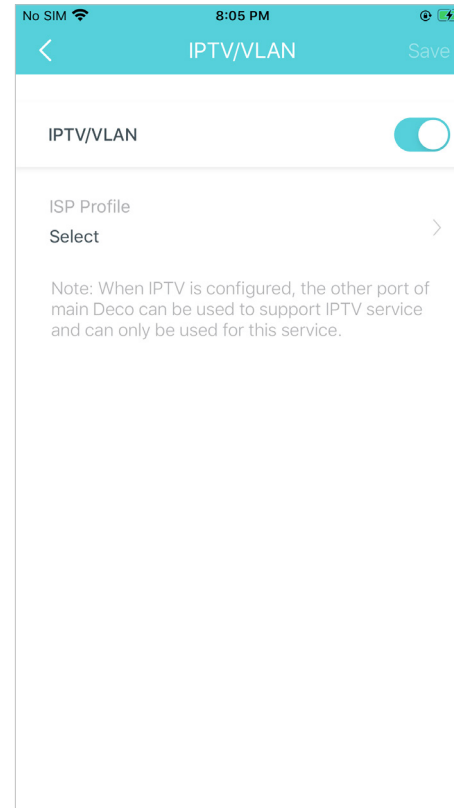 No SIM 8:05 PM
IPTV/VLAN Save
IPTV/VLAN
ISP Profile
Select
Note: When IPTV is configured, the other port of
main Deco can be used to support IPTV service
and can only be used for this service.